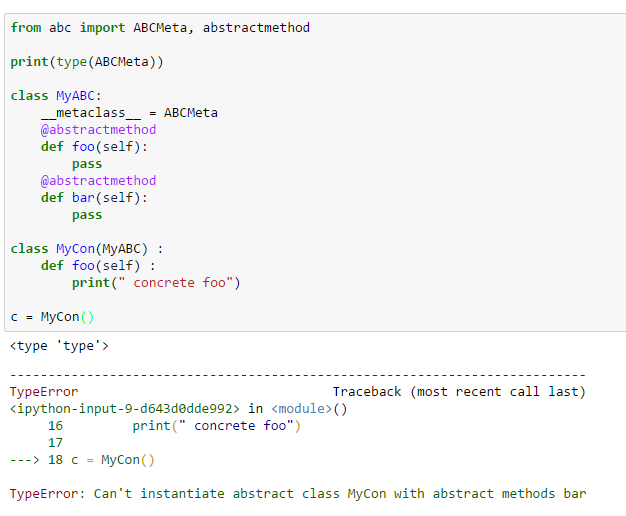 from abc import ABCMeta, abstractmethod
print(type(ABCMeta))
class MyABC:
    __metaclass__ = ABCMeta
    @abstractmethod
    def foo(self):
        pass
    @abstractmethod
    def bar(self):
        pass
class MyCon(MyABC) :
    def foo(self) :
        print(" concrete foo")
c = MyCon()
<type 'type'>
---------------------------------------------------------------------------
TypeError                                 Traceback (most recent call last)
<ipython-input-9-d643d0dde992> in <module>()
     16         print(" concrete foo")
     17
---> 18 c = MyCon()
TypeError: Can't instantiate abstract class MyCon with abstract methods bar